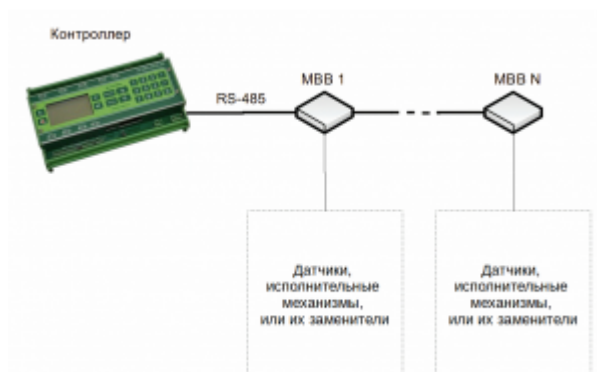 Контроллер
RS-485
МВВ 1
МВВ N
Датчики,
исполнительные
механизмы,
или их заменители
Датчики,
исполнительные
механизмы,
или их заменители